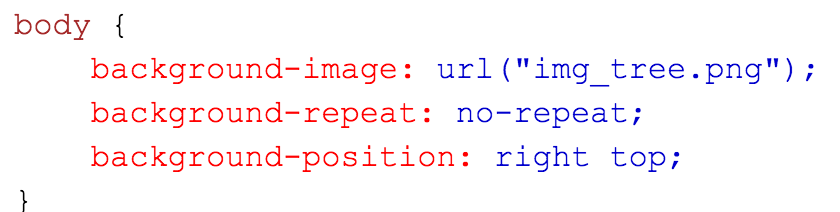 body {
    background-image: url("img_tree.png");
    background-repeat: no-repeat;
    background-position: right top;
}